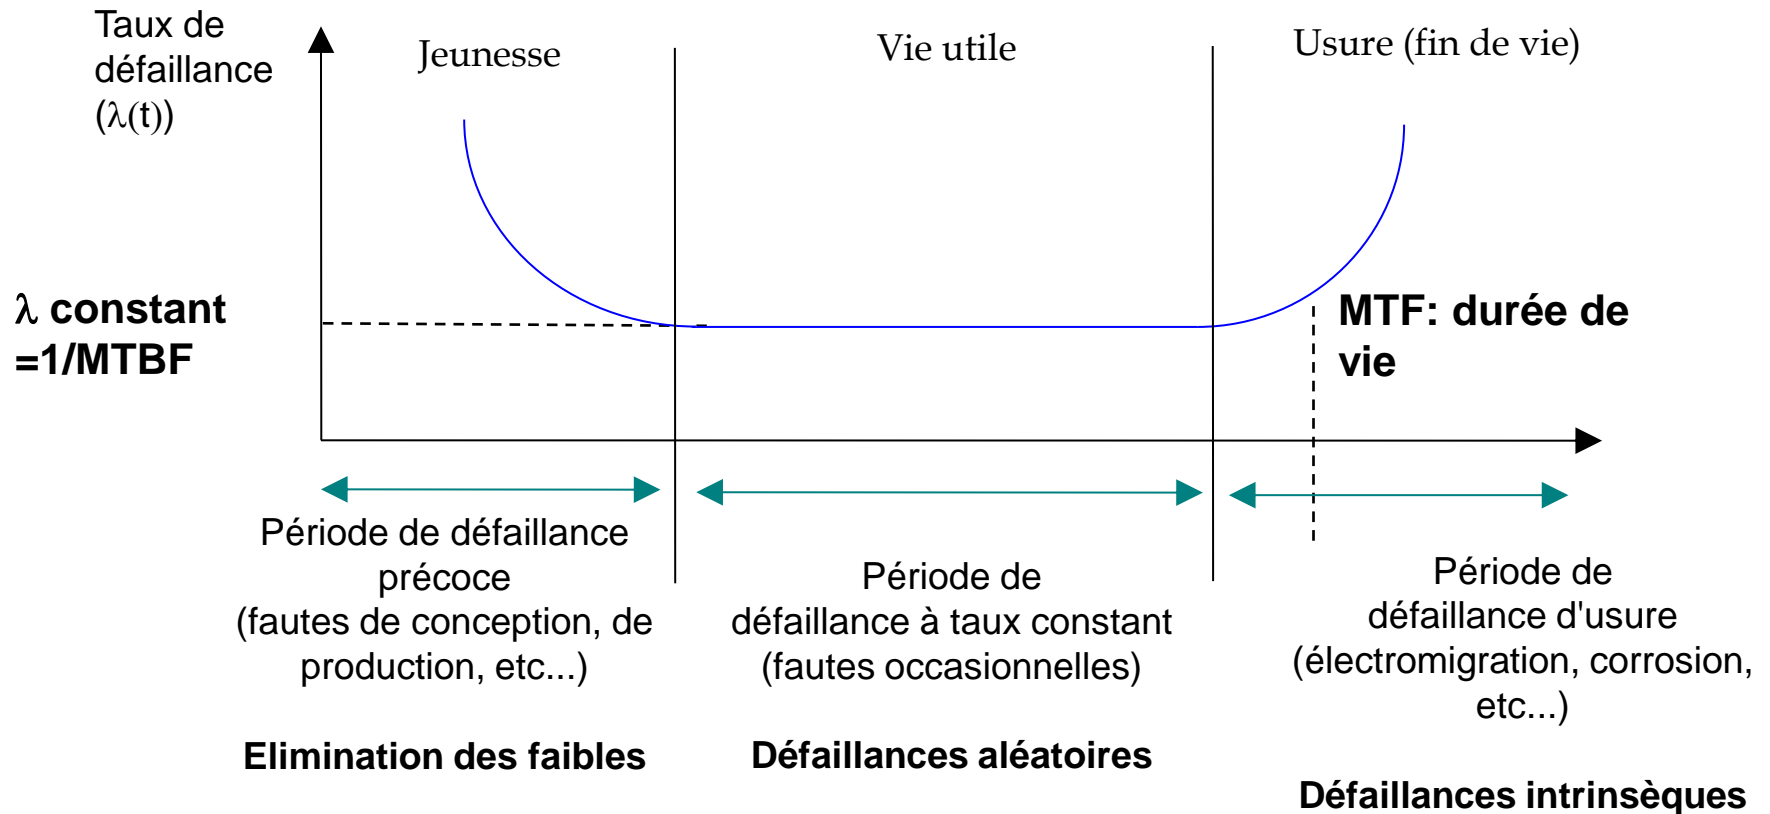 Taux de
défaillance
(λ(t))
Jeunesse
Vie utile
Usure (fin de vie)
λ constant
=1/MTBF
MTF: durée de
vie
Période de défaillance
précoce
(fautes de conception, de
production, etc...)
Elimination des faibles
Période de
défaillance à taux constant
(fautes occasionnelles)
Défaillances aléatoires
Période de
défaillance d'usure
(électromigration, corrosion,
etc...)
Défaillances intrinsèques